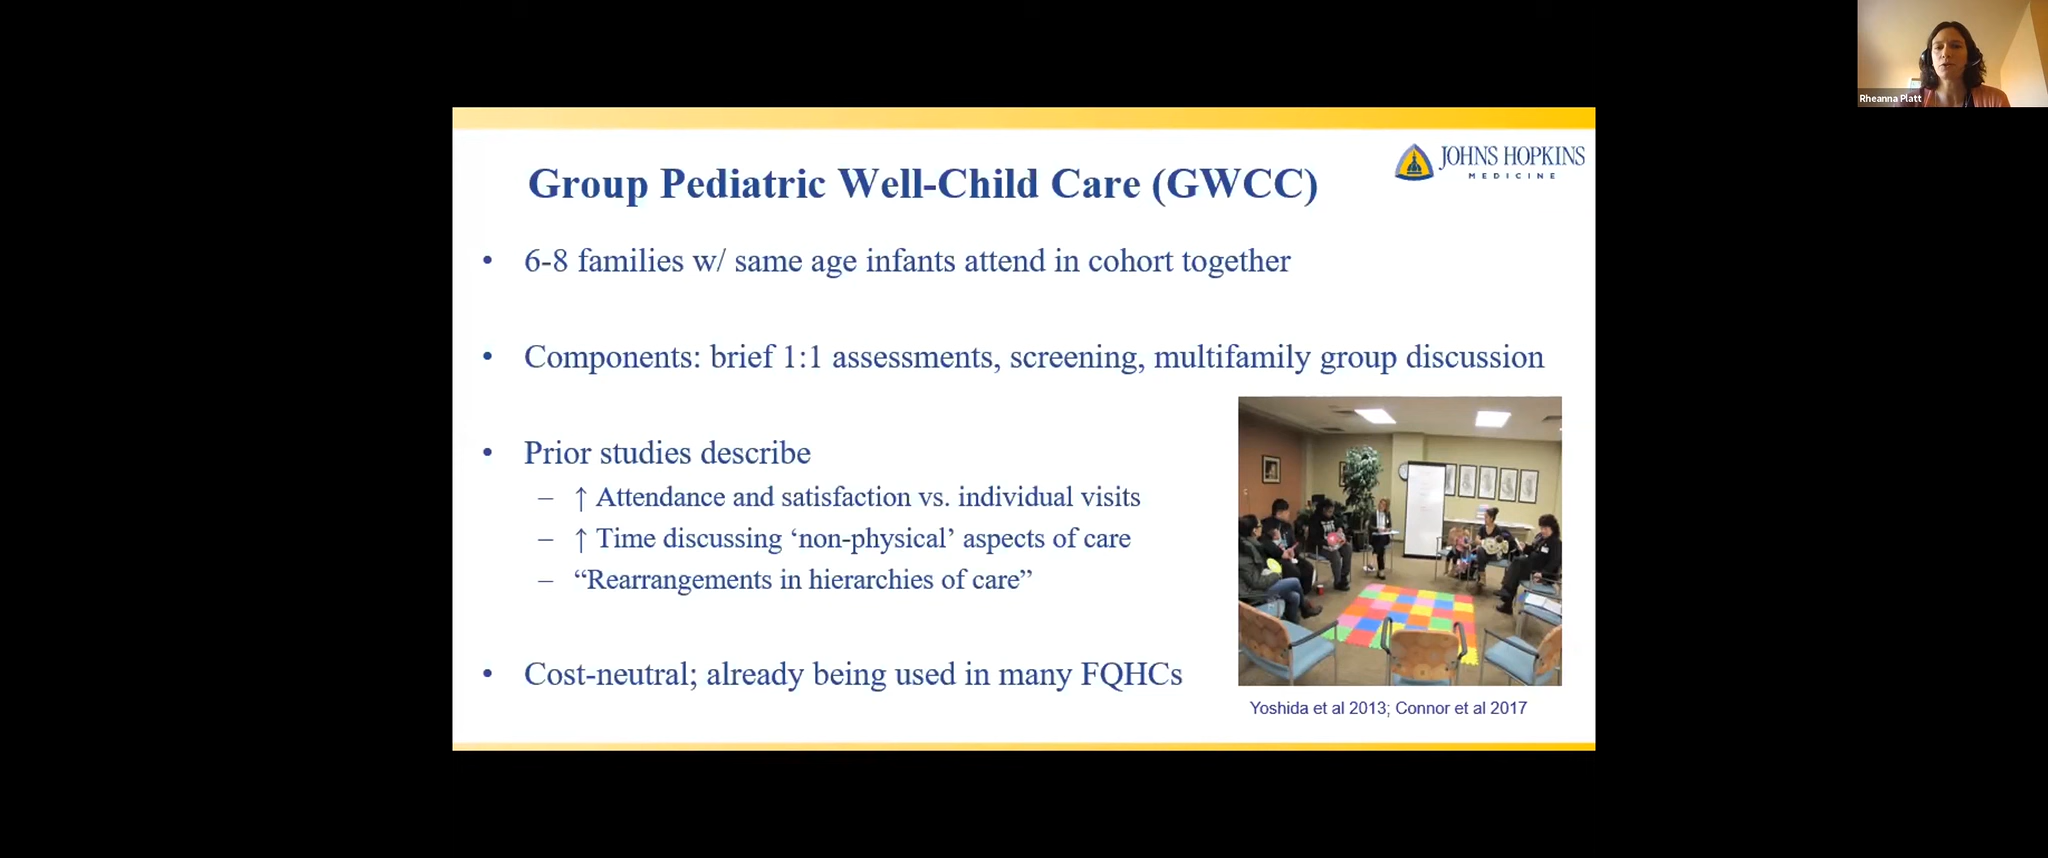 Rheanna Platt
JOHNS HOPKINS
MEDICINE
Group Pediatric Well-Child Care (GWCC)
• 6-8 families w/ same age infants attend in cohort together
• Components: brief 1:1 assessments, screening, multifamily group discussion
• Prior studies describe
– ↑ Attendance and satisfaction vs. individual visits
– ↑ Time discussing ‘non-physical’ aspects of care
– “Rearrangements in hierarchies of care”
• Cost-neutral; already being used in many FQHCs
Yoshida et al 2013; Connor et al 2017